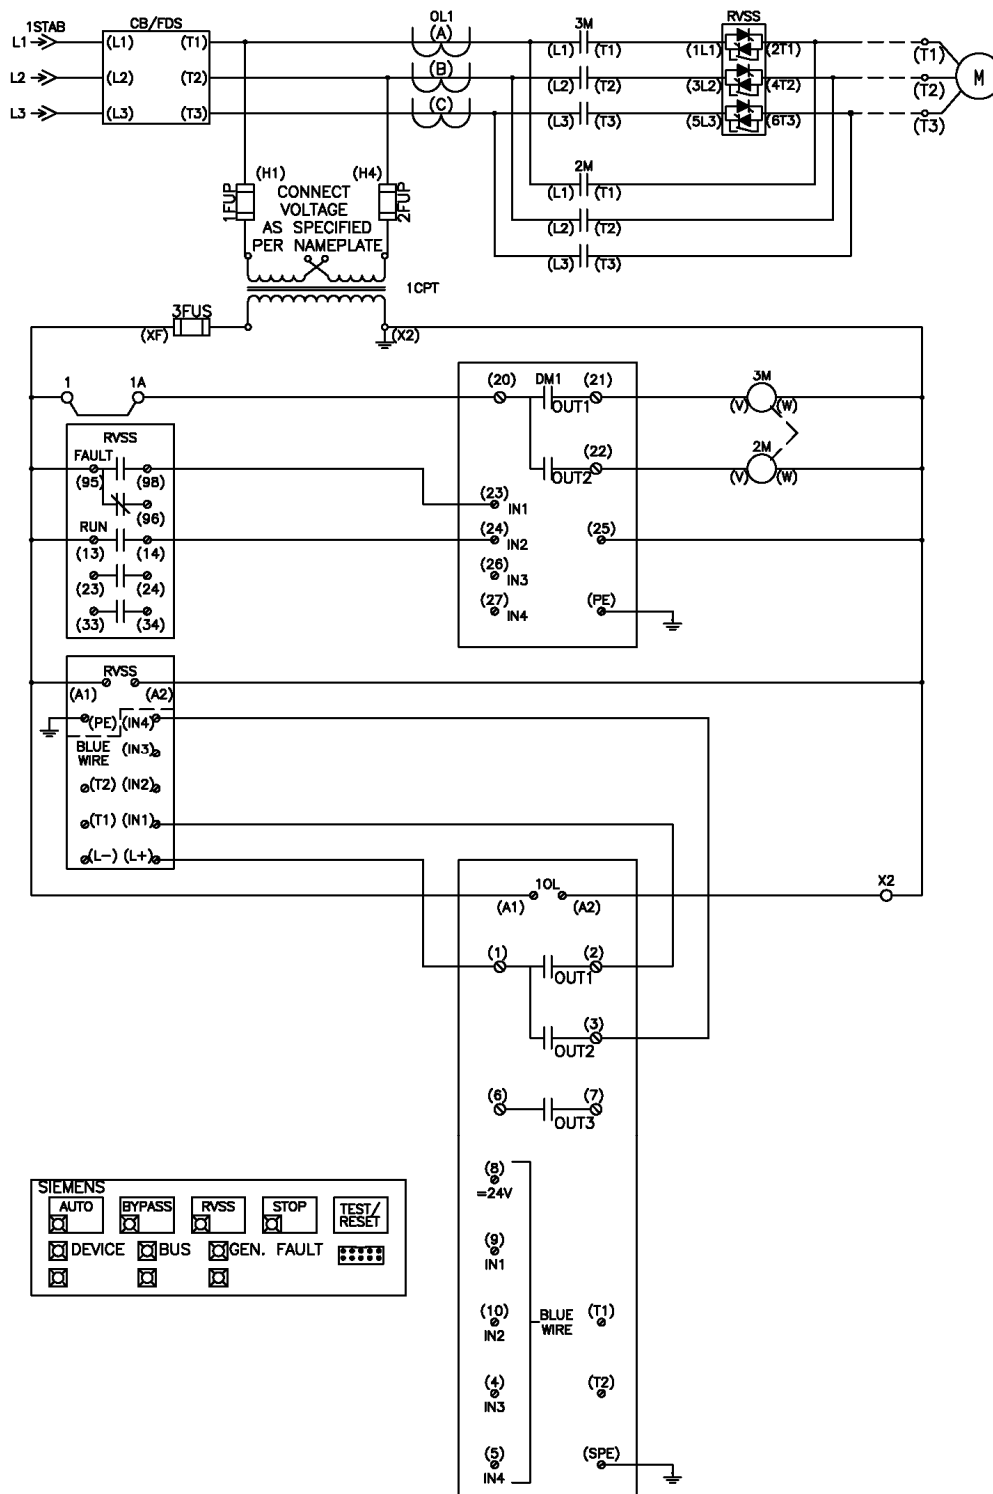 1STAB CB/FDS OL1 3M RVSS
L1 (L1) (T1) (A) (L1) (T1) (1L1) (2T1) (T1)
L2 (L2) (T2) (B) (L2) (T2) (3L2) (4T2) (T2) M
L3 (L3) (T3) (C) (L3) (T3) (5L3) (6T3) (T3)
2M
(L1) (T1)
(L2) (T2)
(L3) (T3)
(H1) (H4)
1FUP 2FUP
CONNECT
VOLTAGE
AS SPECIFIED
PER NAMEPLATE
1CPT
3FUS
(XF) (X2)
1 1A (20) DM1 (21) 3M
OUT1 (V) (W)
RVSS
FAULT (22) 2M
(95) (98) OUT2 (V) (W)
(23)
(96) IN1
RUN (24) (25)
(13) (14) IN2
(26)
(23) (24) IN3
(27) (PE)
(33) (34) IN4
RVSS
(A1) (A2)
(PE) (IN4)
BLUE
WIRE
(IN3)
(T2) (IN2)
(T1) (IN1)
(L-) (L+)
1OL X2
(A1) (A2)
(1) (2)
OUT1
(3)
OUT2
(6) (7)
OUT3
(8)
=24V
(9)
IN1
(10) BLUE (T1)
IN2 WIRE
(4) (T2)
IN3
(5) (SPE)
IN4
SIEMENS
AUTO BYPASS RVSS STOP TEST/
RESET
DEVICE BUS GEN. FAULT